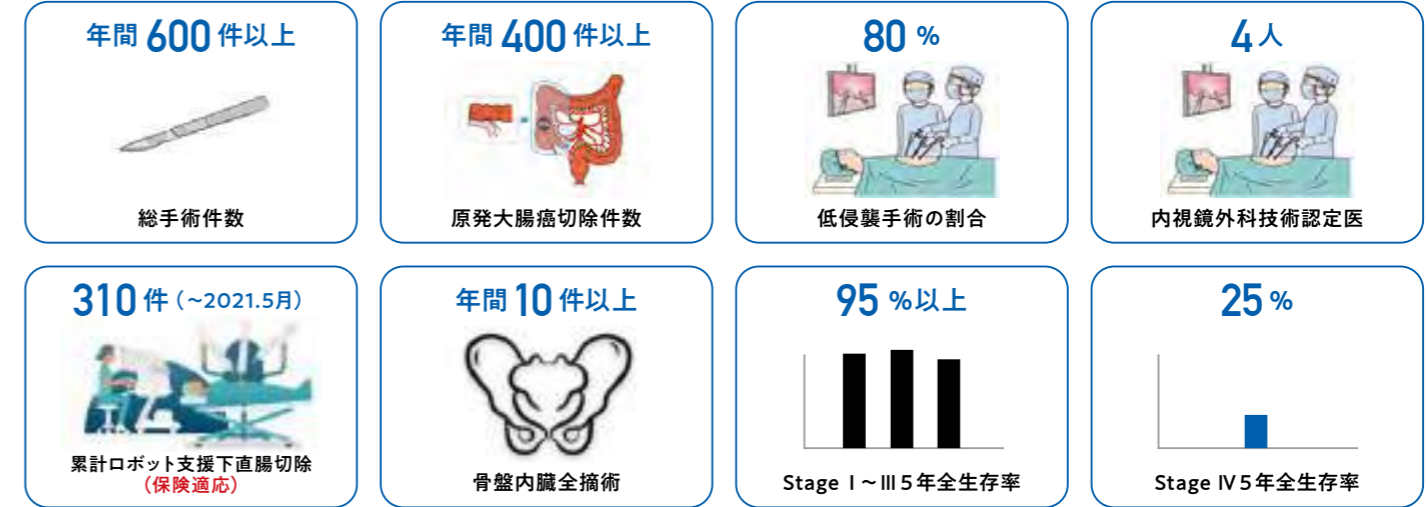 年間 600 件以上
総手術件数
年間 400 件以上
原発大腸癌切除件数
80 %
低侵襲手術の割合
4人
内視鏡外科技術認定医
310 件（~2021.5月）
累計ロボット支援下直腸切除
（保険適応）
年間 10 件以上
骨盤内臓全摘術
95 %以上
Stage Ⅰ～Ⅲ 5年全生存率
25 %
Stage Ⅳ 5年全生存率